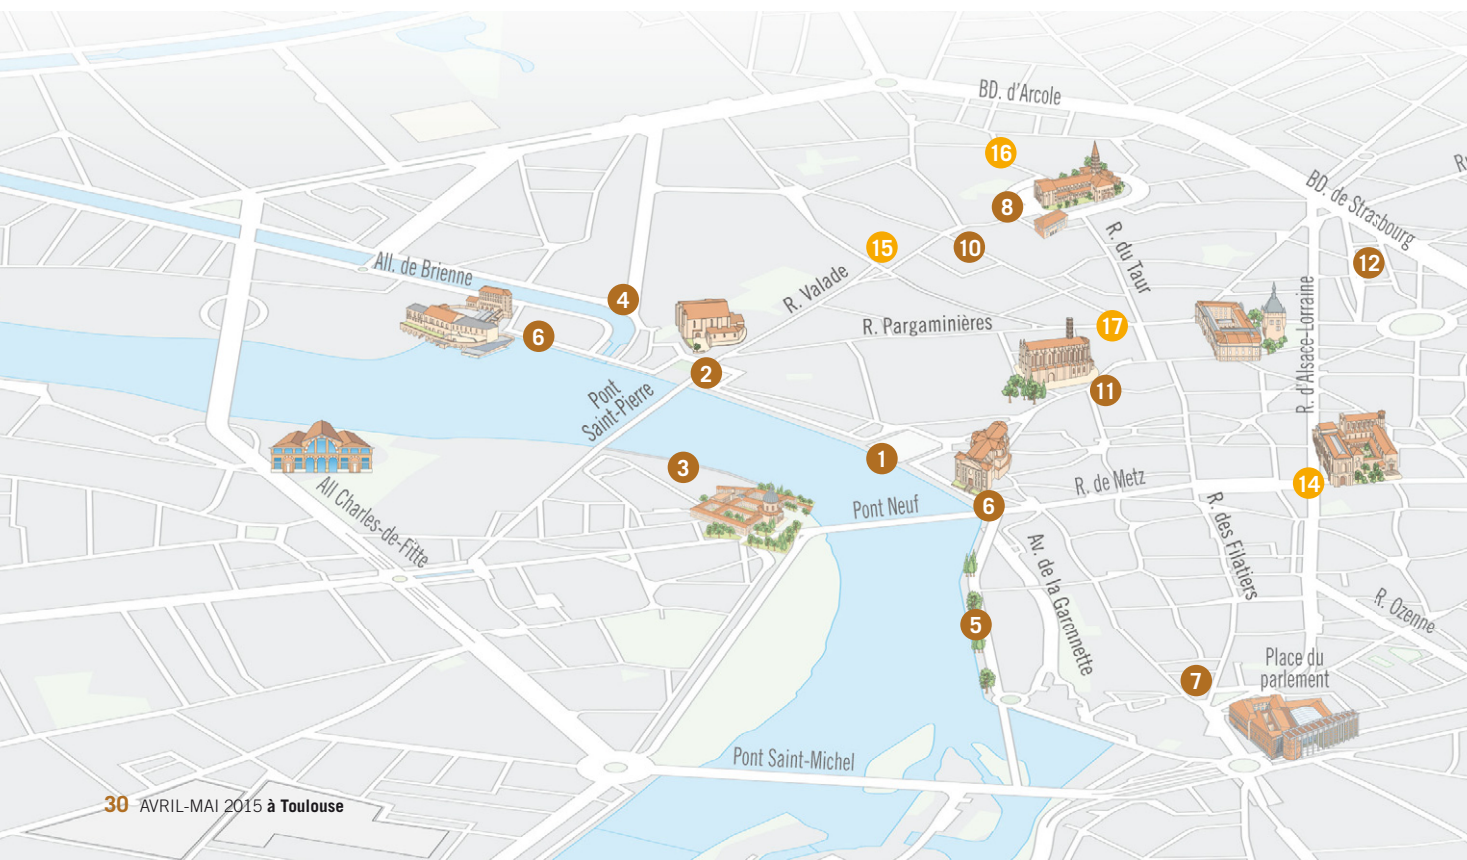 BD. d'Arcole
16
BD. de Strasbourg
8
R. du Taur
15
10
12
All. de Brienne
4
R. Valade
R. d'Alsace-Lorraine
6
R. Pargaminières
17
2
Pont
Saint-Pierre
11
1
3
All Charles-de-Fitte
Pont Neuf
6
R. de Metz
14
R. des Filatiers
Av. de la Garonnette
5
R. Ozenne
7
Place du
parlement
Pont Saint-Michel
30 AVRIL-MAI 2015 à Toulouse